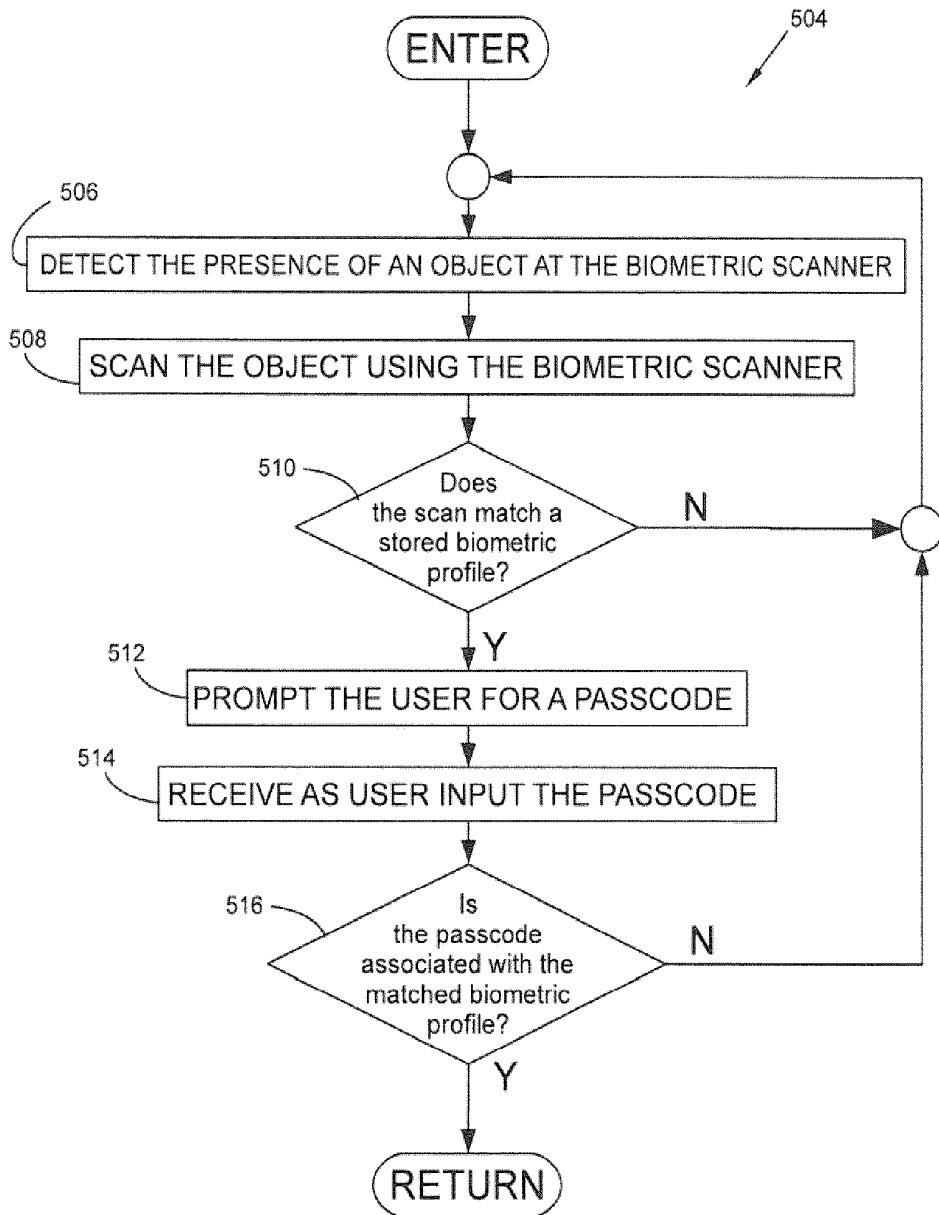 504
ENTER
506
DETECT THE PRESENCE OF AN OBJECT AT THE BIOMETRIC SCANNER
508
SCAN THE OBJECT USING THE BIOMETRIC SCANNER
510
Does
the scan match a
stored biometric
profile?
N
Y
512
PROMPT THE USER FOR A PASSCODE
514
RECEIVE AS USER INPUT THE PASSCODE
516
Is
the passcode
associated with the
matched biometric
profile?
N
Y
RETURN